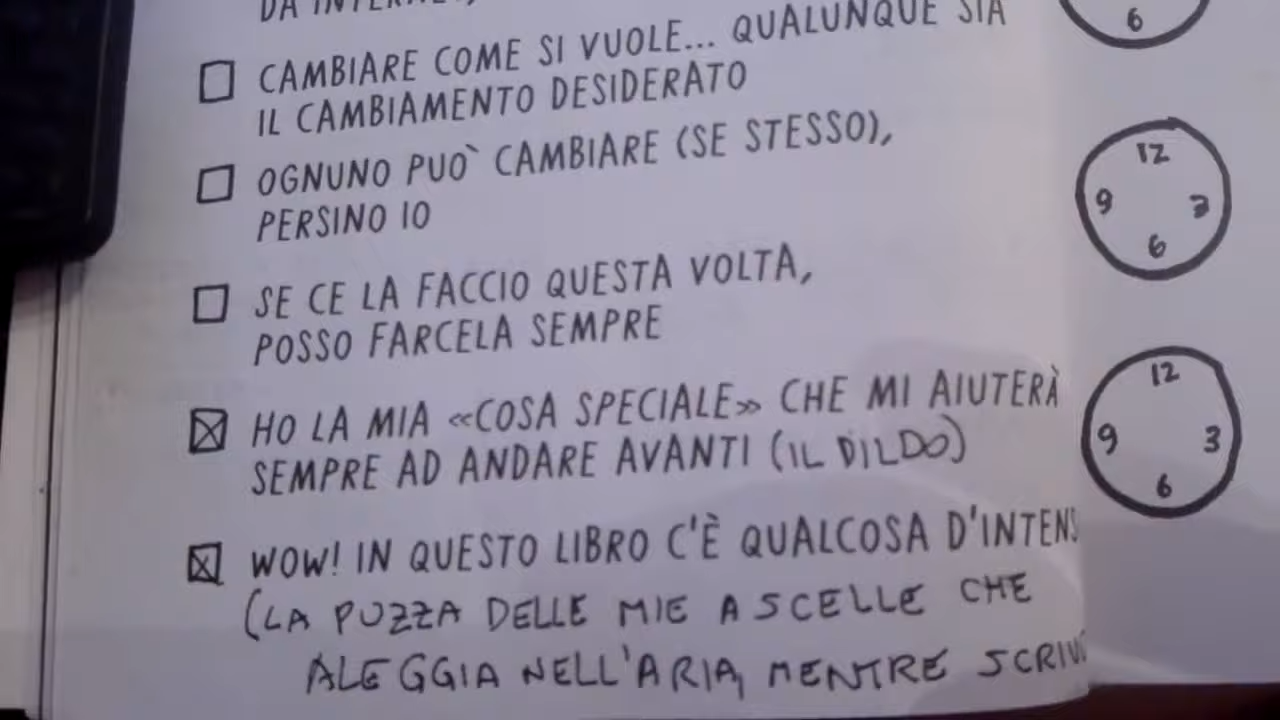 DA INTERNET,
CAMBIARE COME SI VUOLE... QUALUNQUE SIA
IL CAMBIAMENTO DESIDERATO
OGNUNO PUO` CAMBIARE (SE STESSO),
PERSINO IO
SE CE LA FACCIO QUESTA VOLTA,
POSSO FARCELA SEMPRE
HO LA MIA «COSA SPECIALE» CHE MI AIUTERÀ
SEMPRE AD ANDARE AVANTI (IL DILDO)
WOW! IN QUESTO LIBRO C'È QUALCOSA D'INTENS
(LA PUZZA DELLE MIE ASCELLE CHE
ALEGGIA NELL'ARIA, MENTRE SCRIV
6
12
9 3
6
12
9 3
6